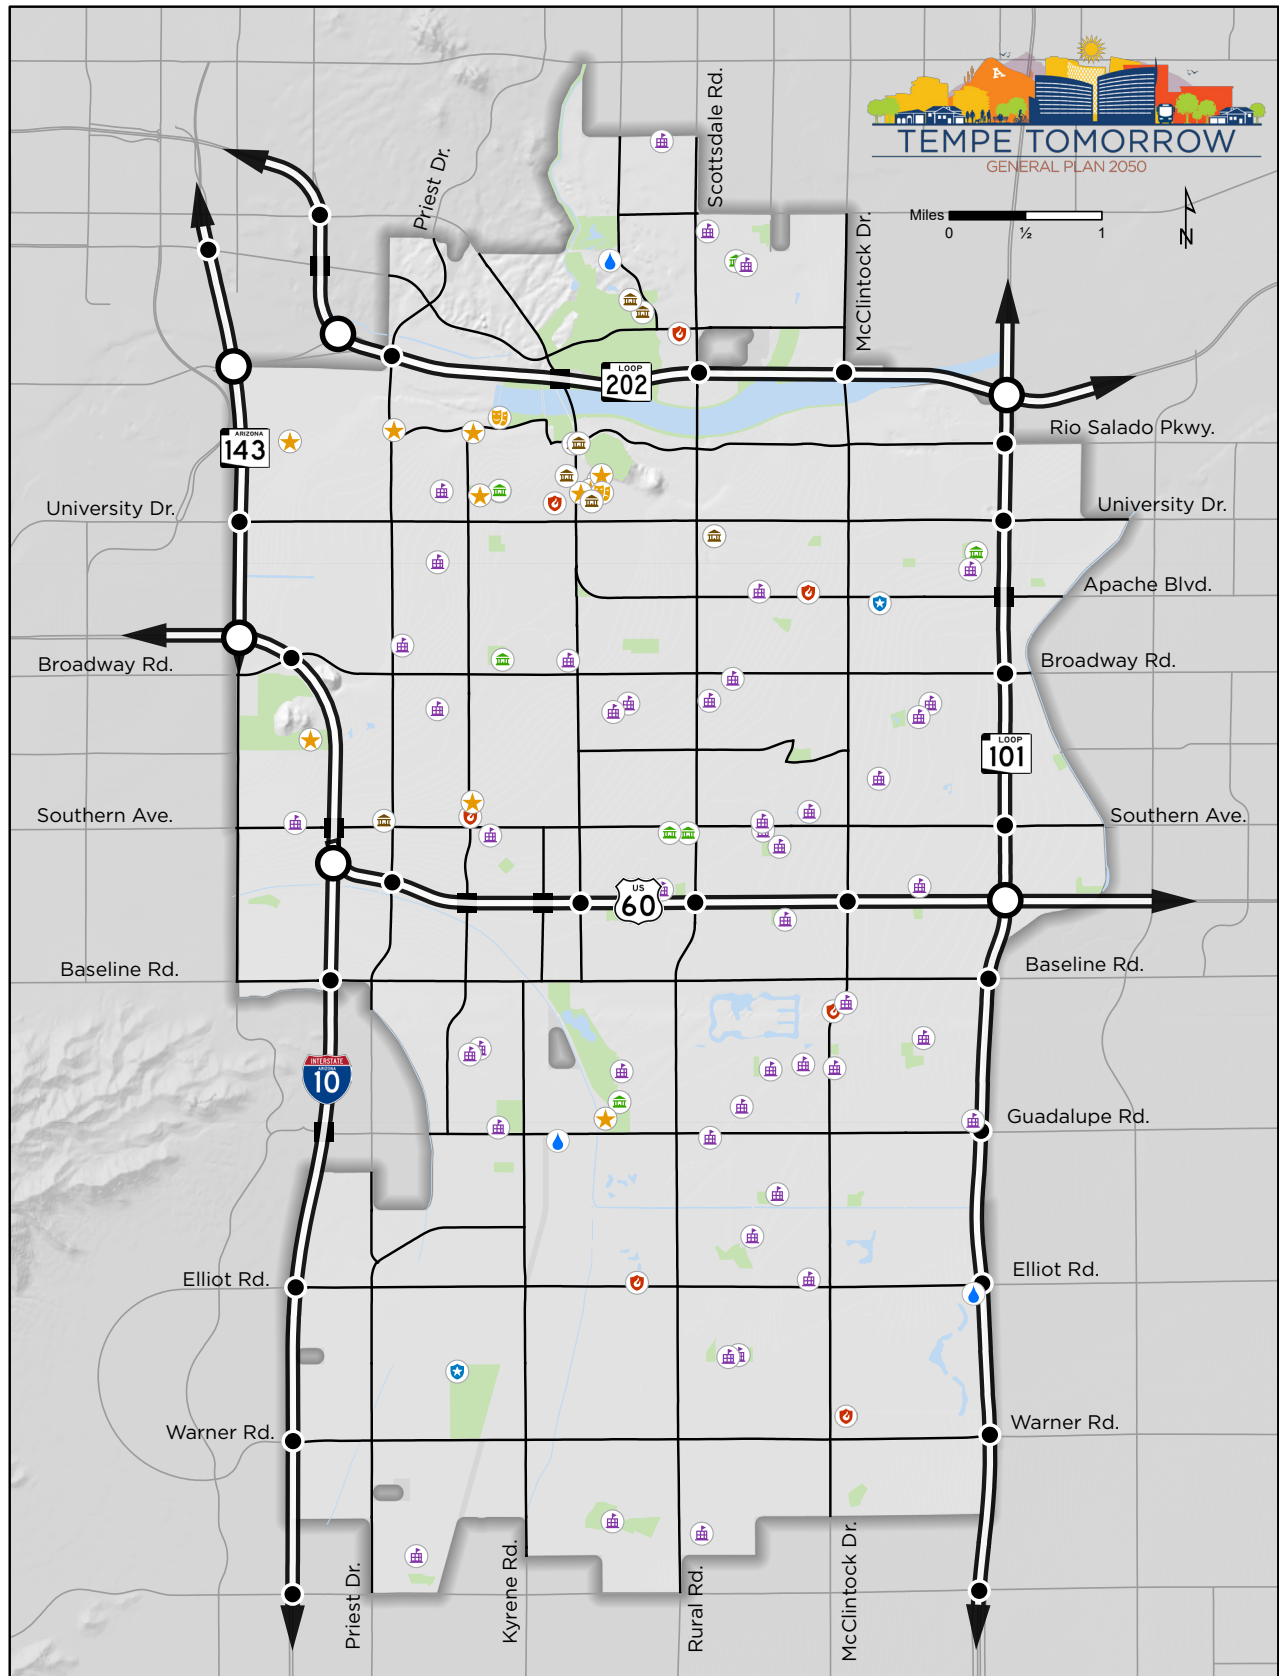 A
TEMPE TOMORROW
GENERAL PLAN 2050
Scottsdale Rd.
Priest Dr.
McClintock Dr.
Miles
0 ½ 1
N
LOOP
202
ARIZONA
143
Rio Salado Pkwy.
University Dr.
University Dr.
Apache Blvd.
Broadway Rd.
Broadway Rd.
LOOP
101
Southern Ave.
Southern Ave.
US
60
Baseline Rd.
Baseline Rd.
INTERSTATE
ARIZONA
10
Guadalupe Rd.
Elliot Rd.
Elliot Rd.
Warner Rd.
Warner Rd.
Priest Dr.
Kyrene Rd.
Rural Rd.
McClintock Dr.